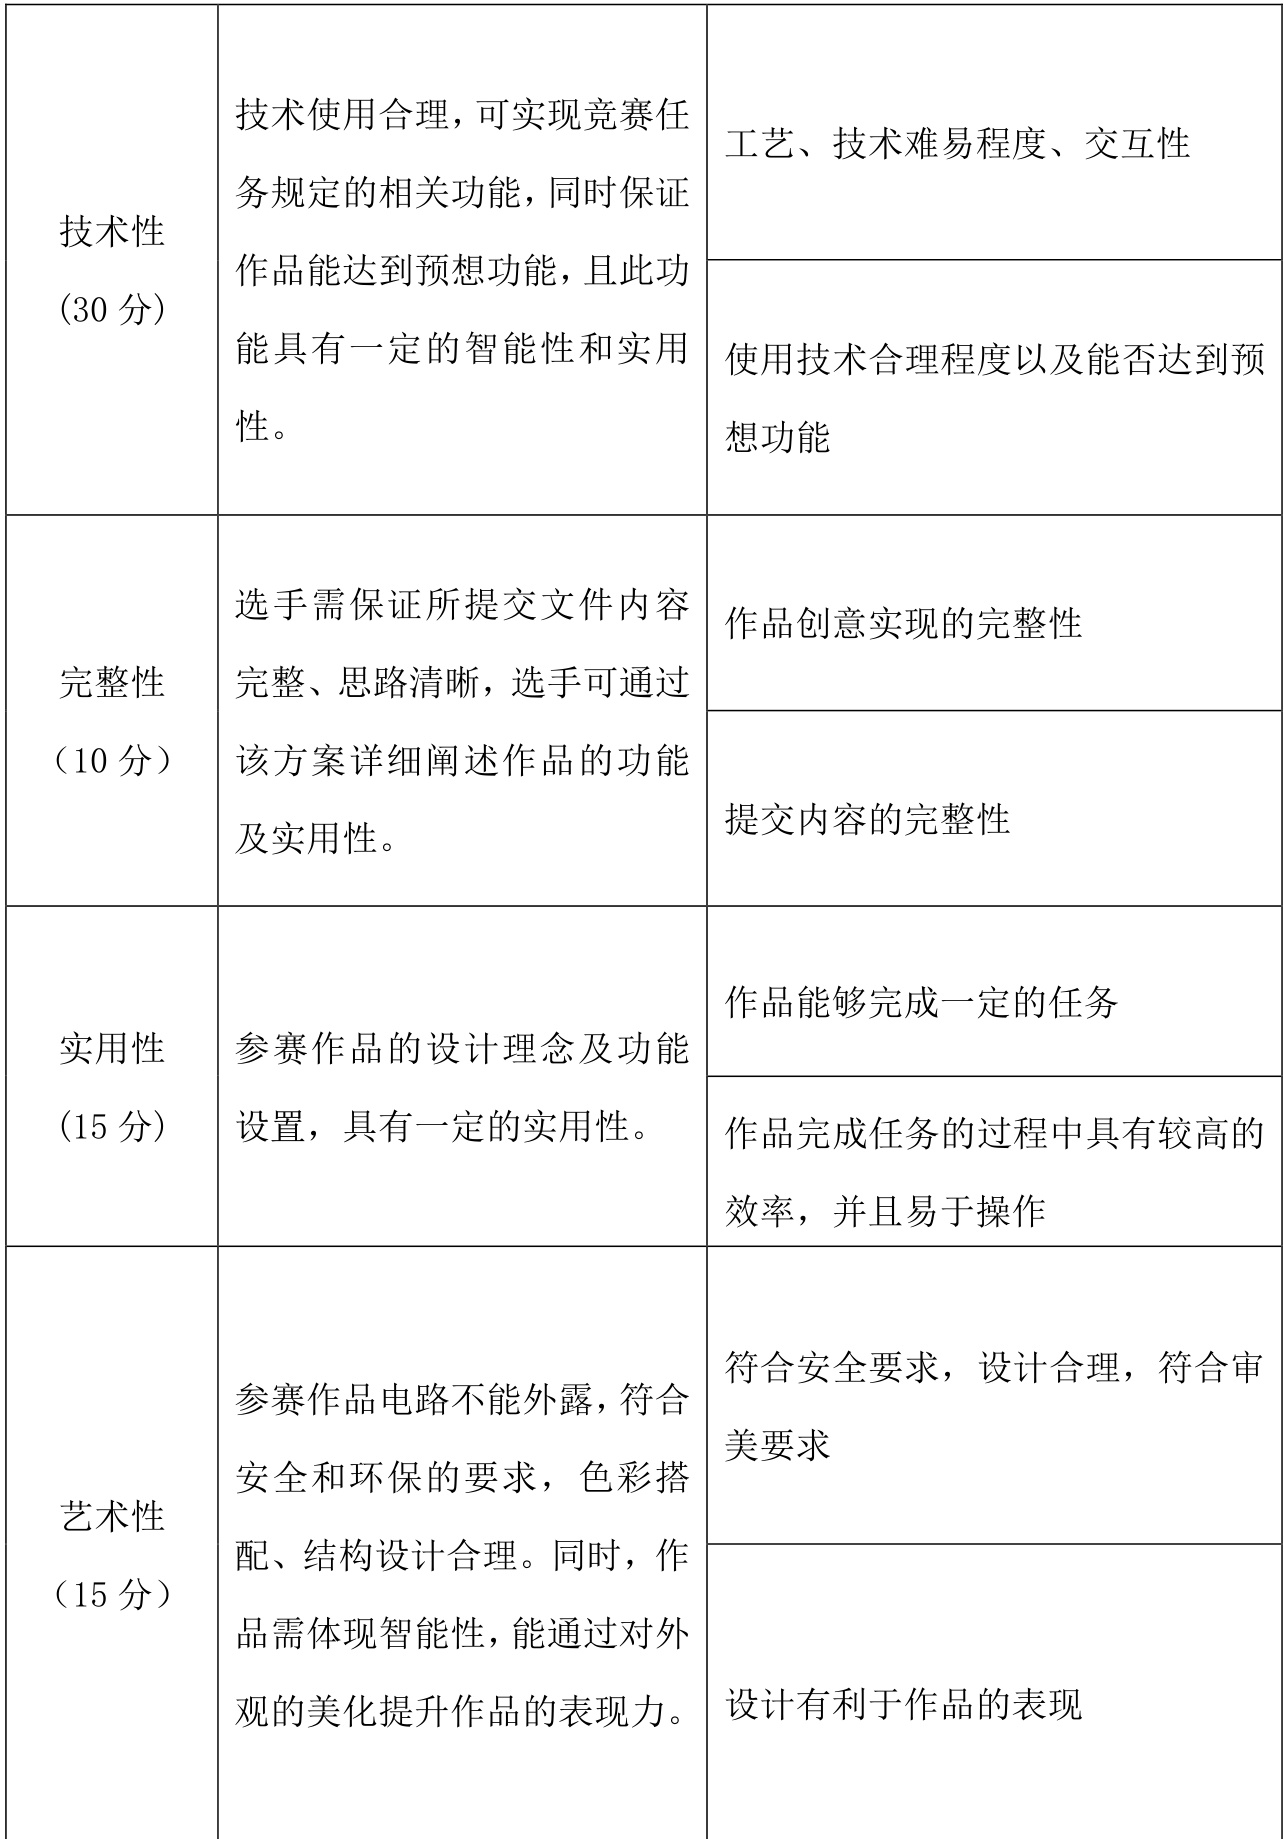 技术性
(30 分)
技术使用合理，可实现竞赛任
务规定的相关功能，同时保证
作品能达到预想功能，且此功
能具有一定的智能性和实用
性。
工艺、技术难易程度、交互性
使用技术合理程度以及能否达到预
想功能
完整性
（10 分）
选手需保证所提交文件内容
完整、思路清晰，选手可通过
该方案详细阐述作品的功能
及实用性。
作品创意实现的完整性
提交内容的完整性
实用性
(15 分)
参赛作品的设计理念及功能
设置，具有一定的实用性。
作品能够完成一定的任务
作品完成任务的过程中具有较高的
效率，并且易于操作
艺术性
（15 分）
参赛作品电路不能外露，符合
安全和环保的要求，色彩搭
配、结构设计合理。同时，作
品需体现智能性，能通过对外
观的美化提升作品的表现力。
符合安全要求，设计合理，符合审
美要求
设计有利于作品的表现